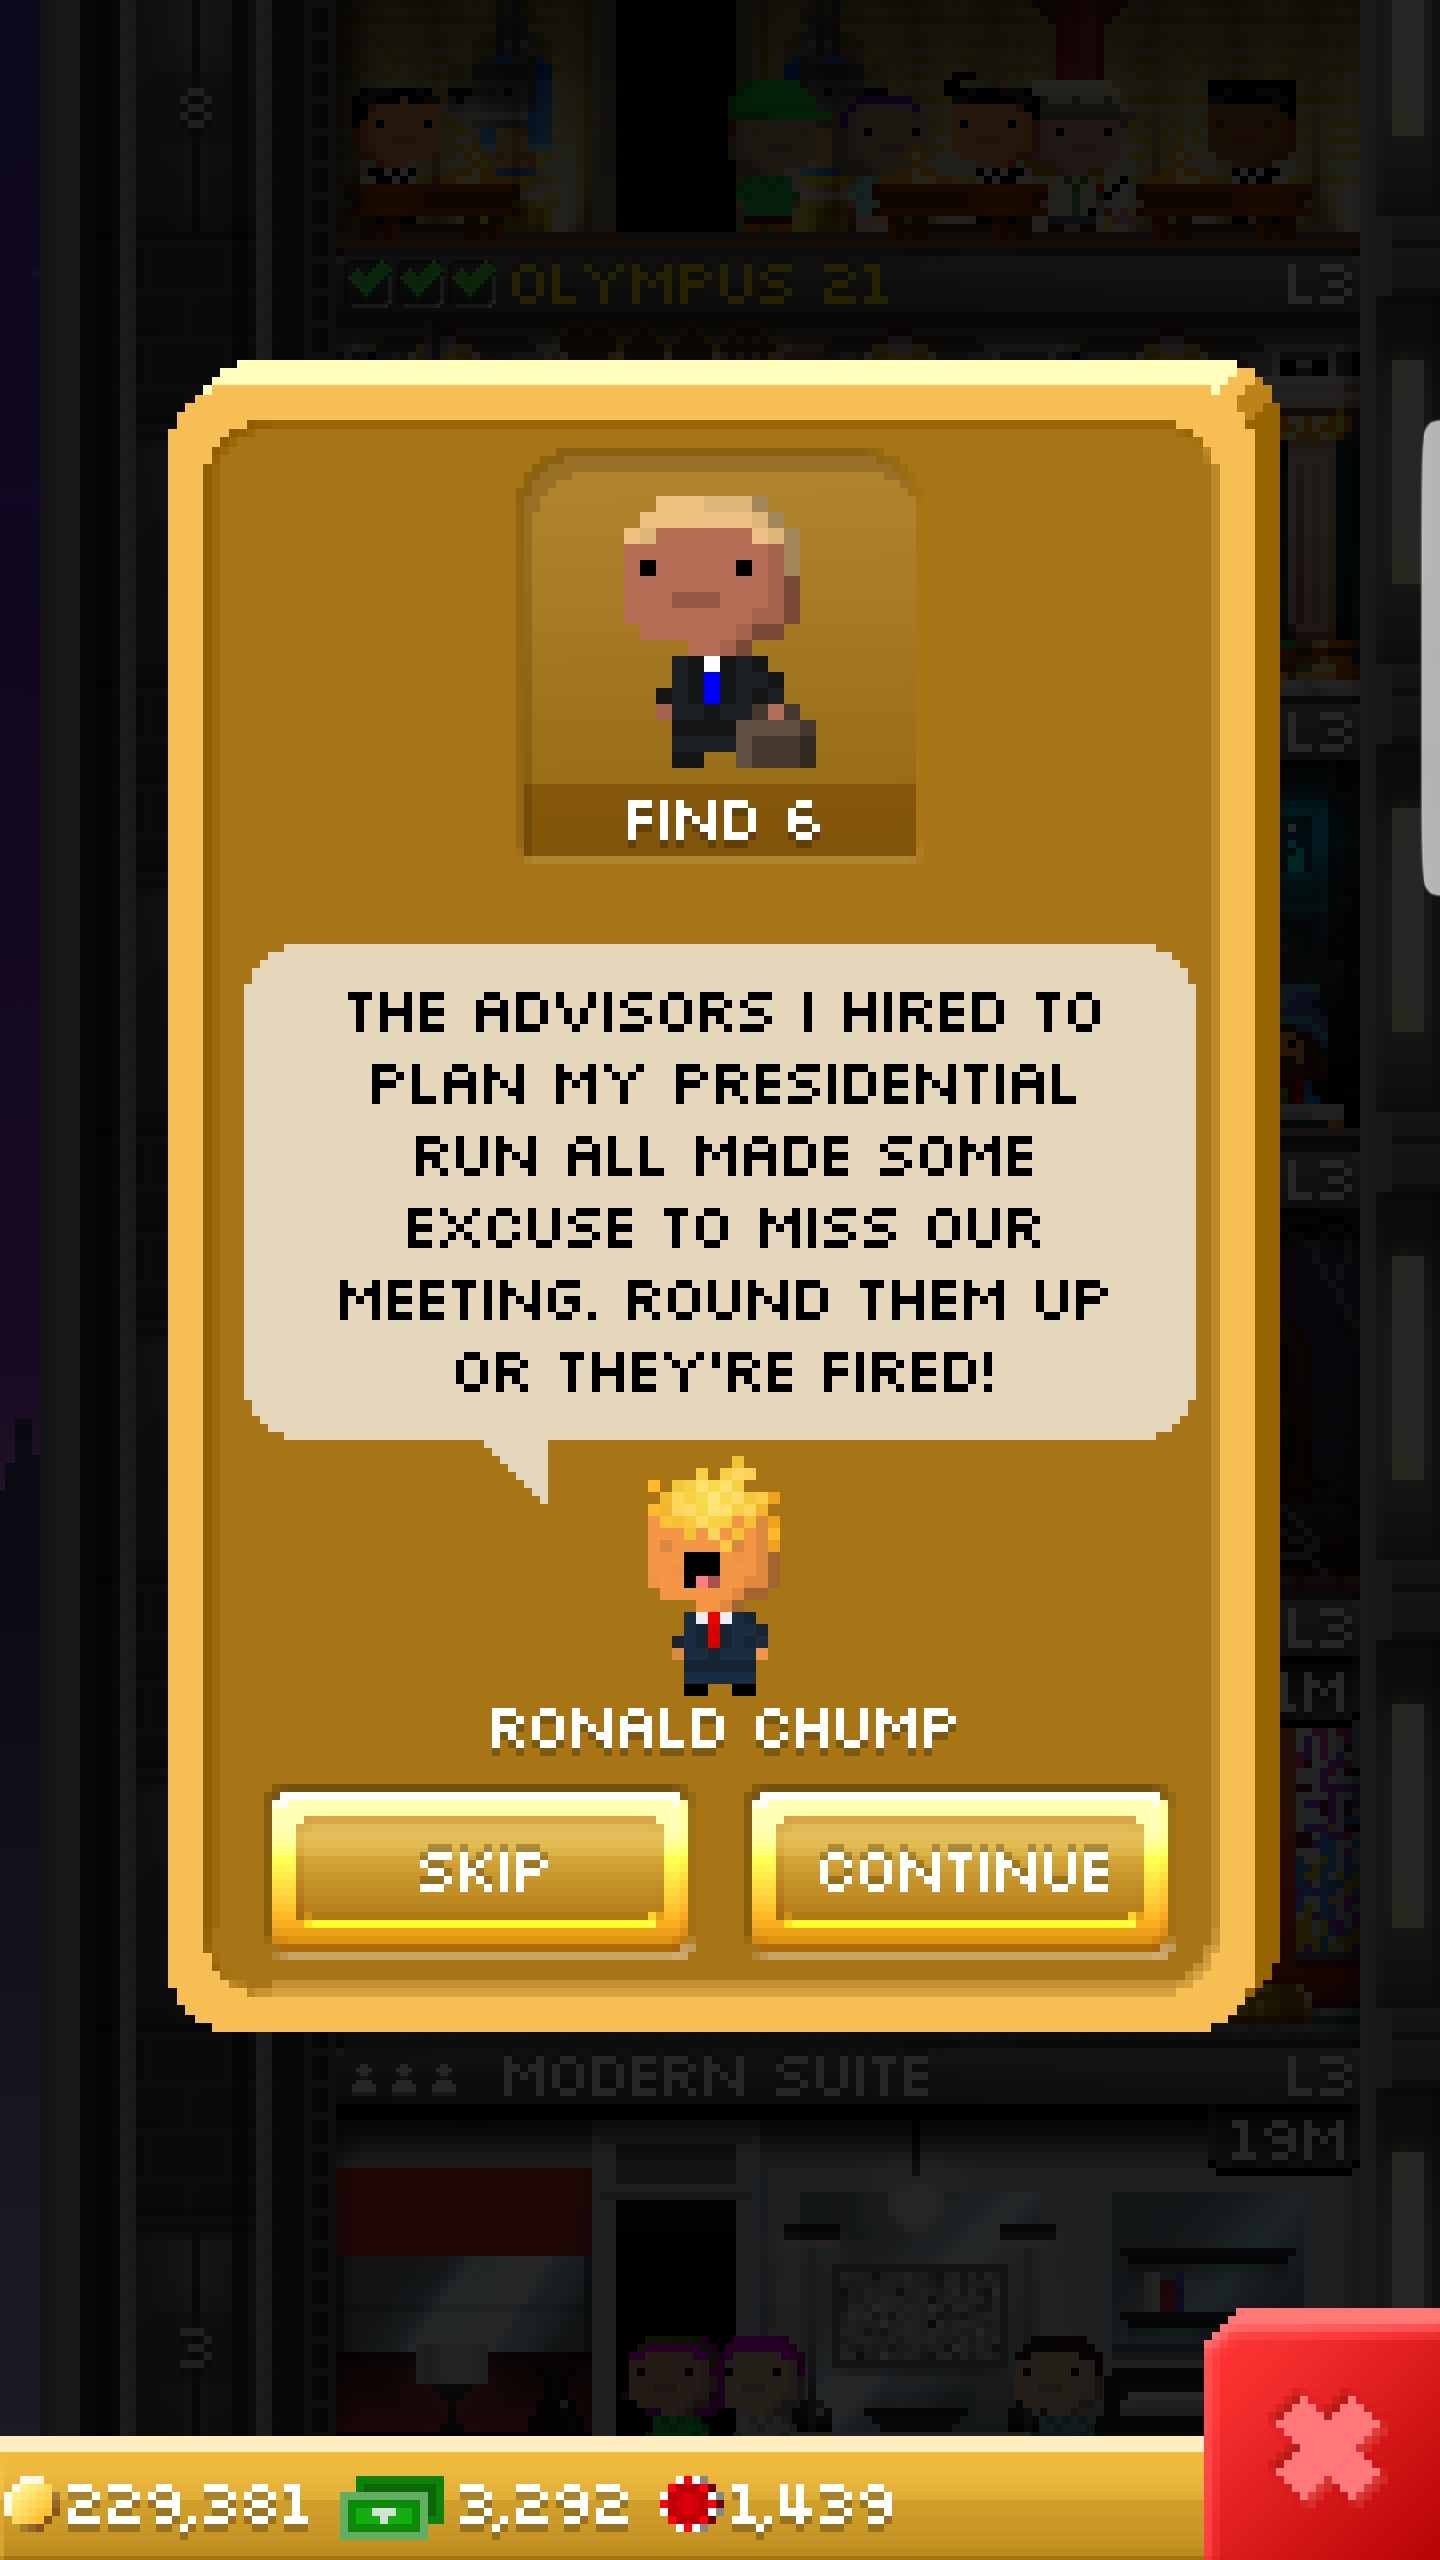 8
OLYMPUS 21 L3
L3
FIND 6
THE ADVISORS I HIRED TO
PLAN MY PRESIDENTIAL
RUN ALL MADE SOME
EXCUSE TO MISS OUR
MEETING. ROUND THEM UP
OR THEY'RE FIRED!
L3
L3
1M
RONALD CHUMP
SKIP CONTINUE
MODERN SUITE L3
19M
3
229,381 3,292 1,439